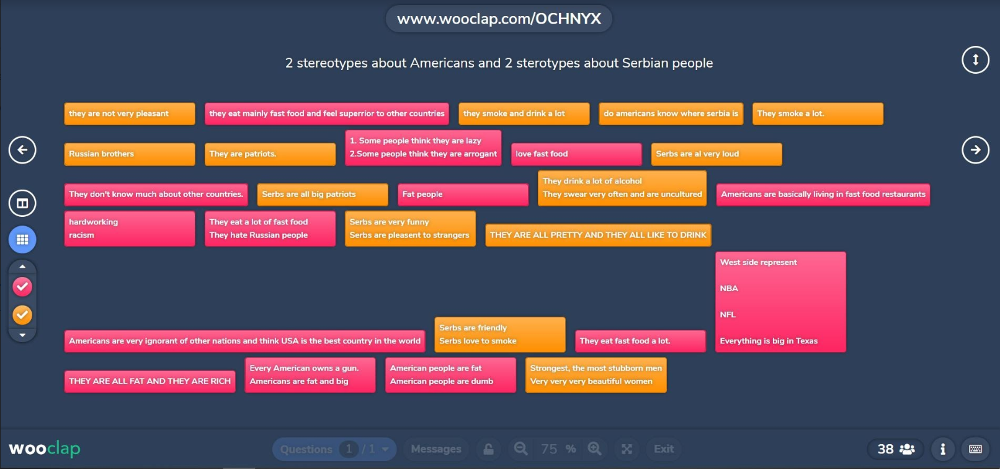 www.wooclap.com/OCHNYX
2 stereotypes about Americans and 2 sterotypes about Serbian people
they are not very pleasant
they eat mainly fast food and feel superrior to other countries
they smoke and drink a lot
do americans know where serbia is
They smoke a lot.
Russian brothers
They are patriots.
1. Some people think they are lazy
2.Some people think they are arrogant
love fast food
Serbs are al very loud
They don't know much about other countries.
Serbs are all big patriots
Fat people
They drink a lot of alcohol
They swear very often and are uncultured
Americans are basically living in fast food restaurants
hardworking
racism
They eat a lot of fast food
They hate Russian people
Serbs are very funny
Serbs are pleasent to strangers
THEY ARE ALL PRETTY AND THEY ALL LIKE TO DRINK
West side represent
NBA
NFL
Everything is big in Texas
Americans are very ignorant of other nations and think USA is the best country in the world
Serbs are friendly
Serbs love to smoke
They eat fast food a lot.
THEY ARE ALL FAT AND THEY ARE RICH
Every American owns a gun.
Americans are fat and big
American people are fat
American people are dumb
Strongest, the most stubborn men
Very very very beautiful women
wooclap
Questions 1 / 1
Messages
75 %
Exit
38